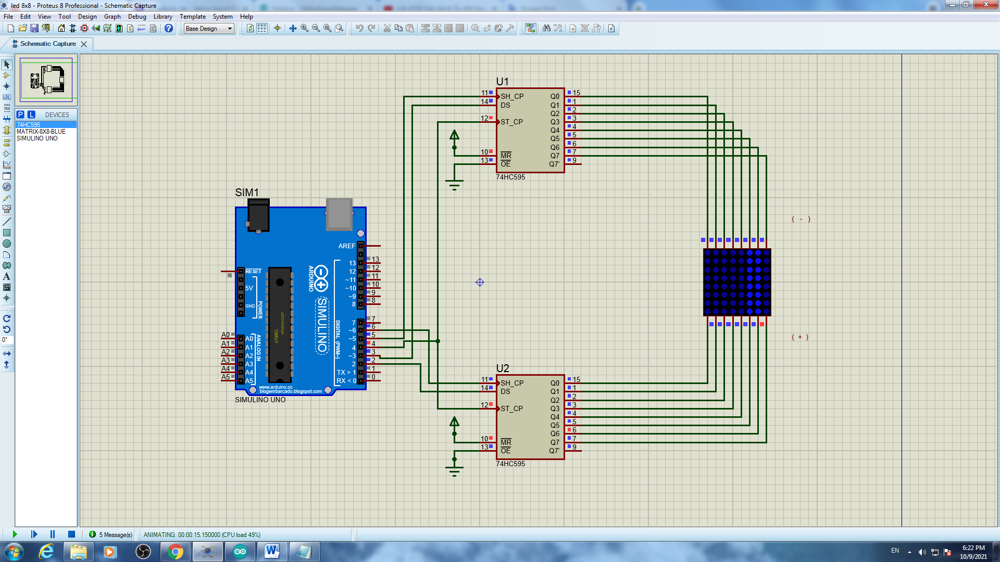 led 8x8 - Proteus 8 Professional - Schematic Capture
File Edit View Tool Design Graph Debug Library Template System Help
Base Design
Schematic Capture
P L DEVICES
74HC595
MATRIX-8X8-BLUE
SIMULINO UNO
LBL
A
S
0°
U1
11 SH_CP Q0 15
14 DS Q1 1
Q2 2
12 ST_CP Q3 3
Q4 4
Q5 5
Q6 6
10 MR Q7 7
13 OE Q7' 9
74HC595
SIM1
AREF
13 13
12 12
~11 11
~10 10
~9 9
8 8
7 7
~6 6
~5 5
4 4
~3 3
2 2
TX > 1 1
RX < 0 0
RESET
5V
GND
POWER
A0 A0
A1 A1
A2 A2
A3 A3
A4 A4
A5 A5
ANALOG IN
ATMEL
ATMEGA328P
ARDUINO
SIMULINO
DIGITAL (PWM~)
www.arduino.cc
blogembarcado.blogspot.com
SIMULINO UNO
( - )
( + )
U2
11 SH_CP Q0 15
14 DS Q1 1
Q2 2
12 ST_CP Q3 3
Q4 4
Q5 5
Q6 6
10 MR Q7 7
13 OE Q7' 9
74HC595
5 Message(s) ANIMATING: 00:00:15.150000 (CPU load 49%)
EN
6:22 PM
10/9/2021